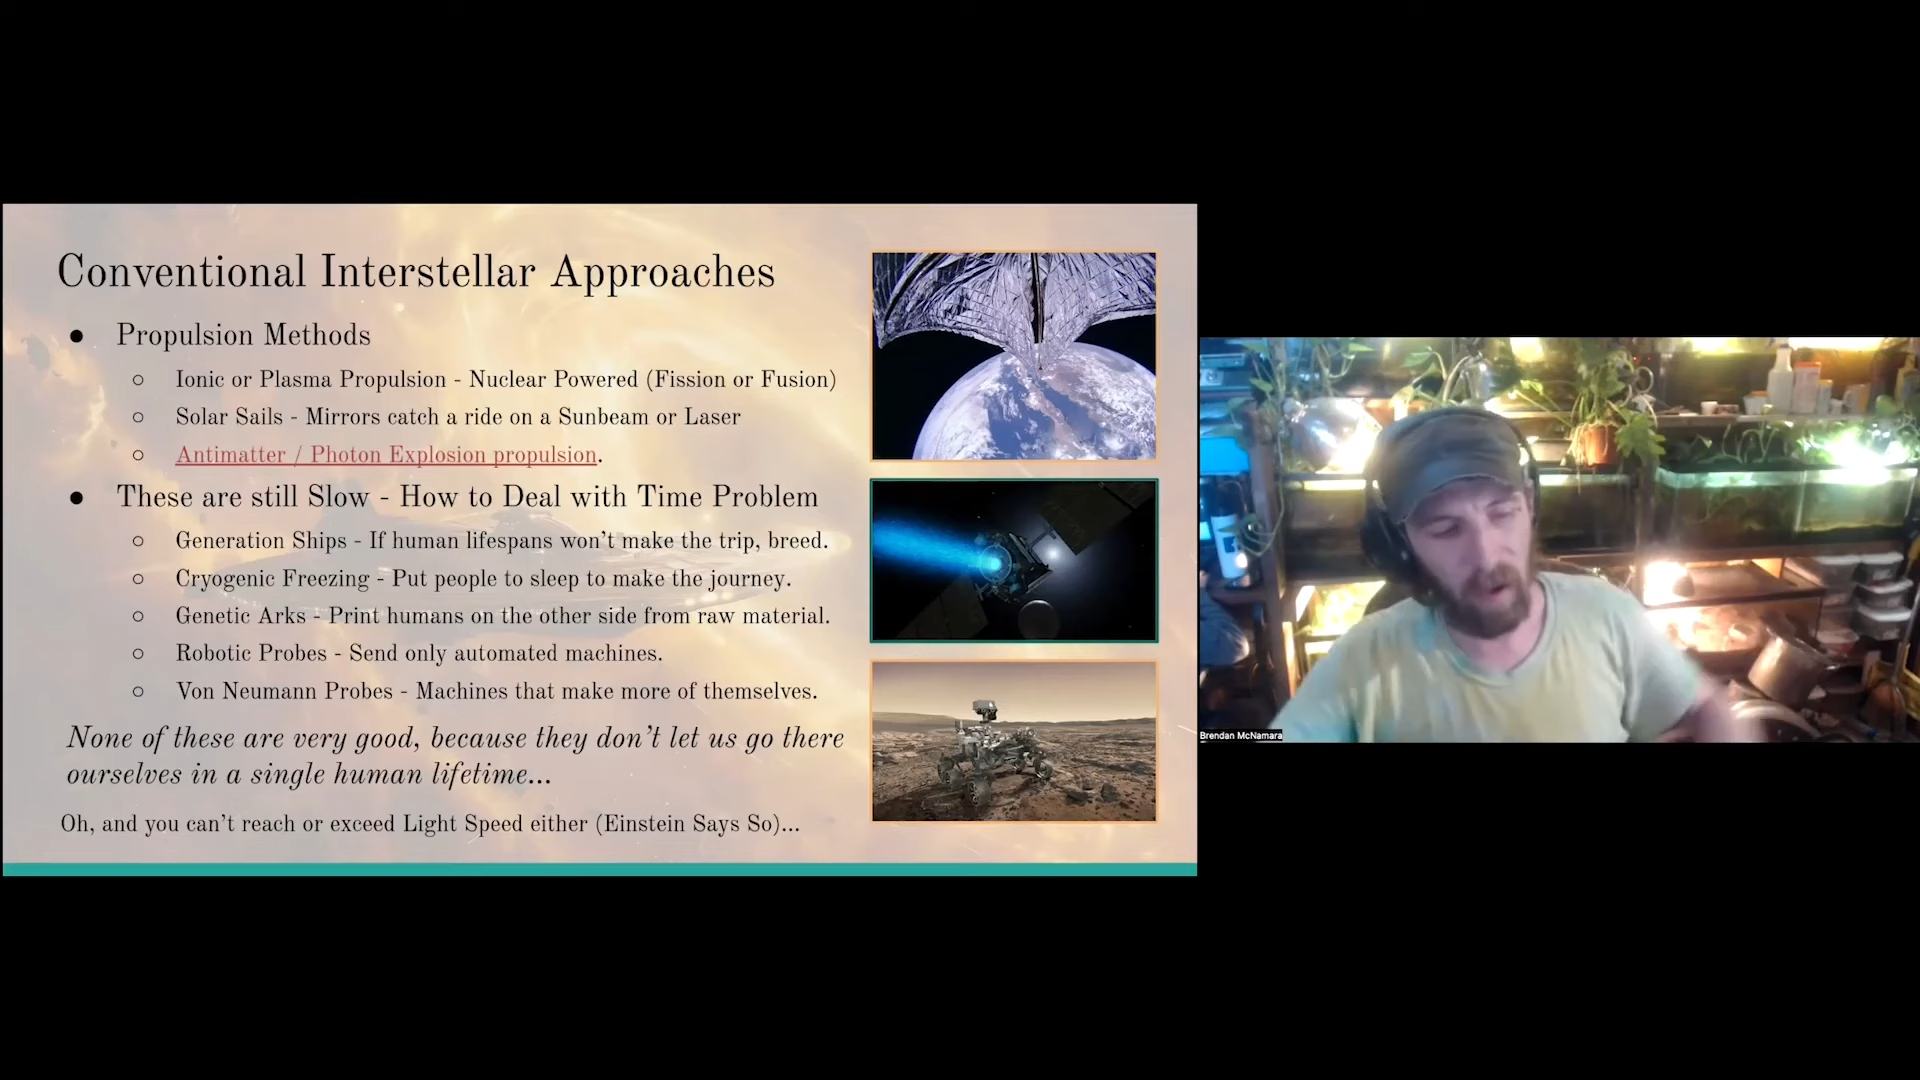 Conventional Interstellar Approaches
● Propulsion Methods
○ Ionic or Plasma Propulsion - Nuclear Powered (Fission or Fusion)
○ Solar Sails - Mirrors catch a ride on a Sunbeam or Laser
○ Antimatter / Photon Explosion propulsion.
● These are still Slow - How to Deal with Time Problem
○ Generation Ships - If human lifespans won't make the trip, breed.
○ Cryogenic Freezing - Put people to sleep to make the journey.
○ Genetic Arks - Print humans on the other side from raw material.
○ Robotic Probes - Send only automated machines.
○ Von Neumann Probes - Machines that make more of themselves.
None of these are very good, because they don't let us go there
ourselves in a single human lifetime...
Oh, and you can't reach or exceed Light Speed either (Einstein Says So)...
Brendan McNamara